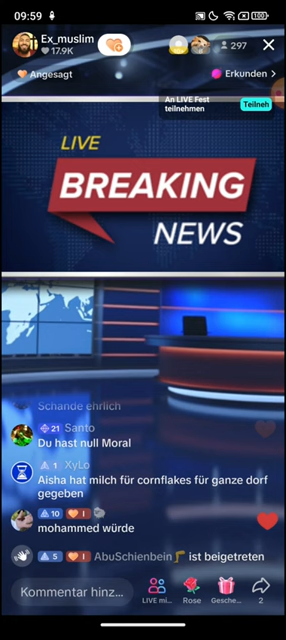 09:59
100
Ex_muslim
17.9K
297
Angesagt
Erkunden >
An LIVE Fest
teilnehmen
Teilneh
LIVE
BREAKING
NEWS
Schande ehrlich
21 Santo
Du hast null Moral
1 XyLo
Aisha hat milch für cornflakes für ganze dorf
gegeben
10 I
mohammed würde
5 I AbuSchienbein ist beigetreten
Kommentar hinz...
LIVE mi...
Rose
Gesche...
2